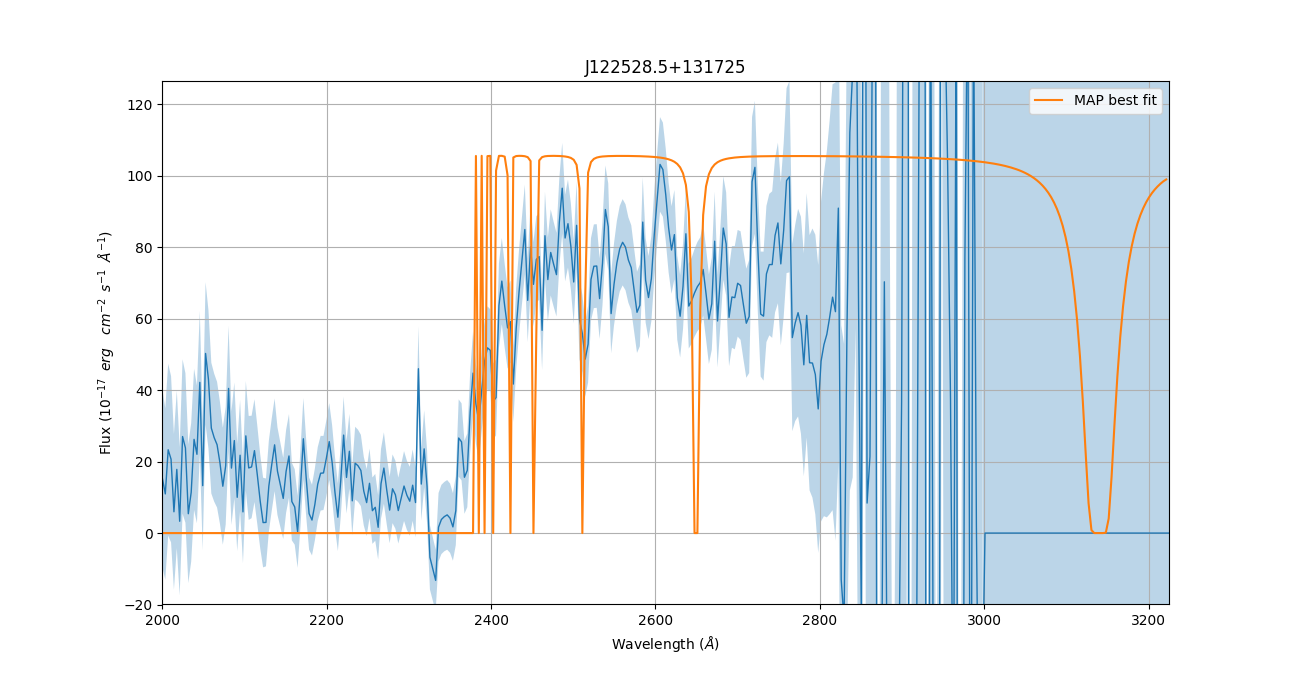 J122528.5+131725
MAP best fit
Flux (10⁻¹⁷ erg cm⁻² s⁻¹ Å⁻¹)
120
100
80
60
40
20
0
−20
2000 2200 2400 2600 2800 3000 3200
Wavelength (Å)